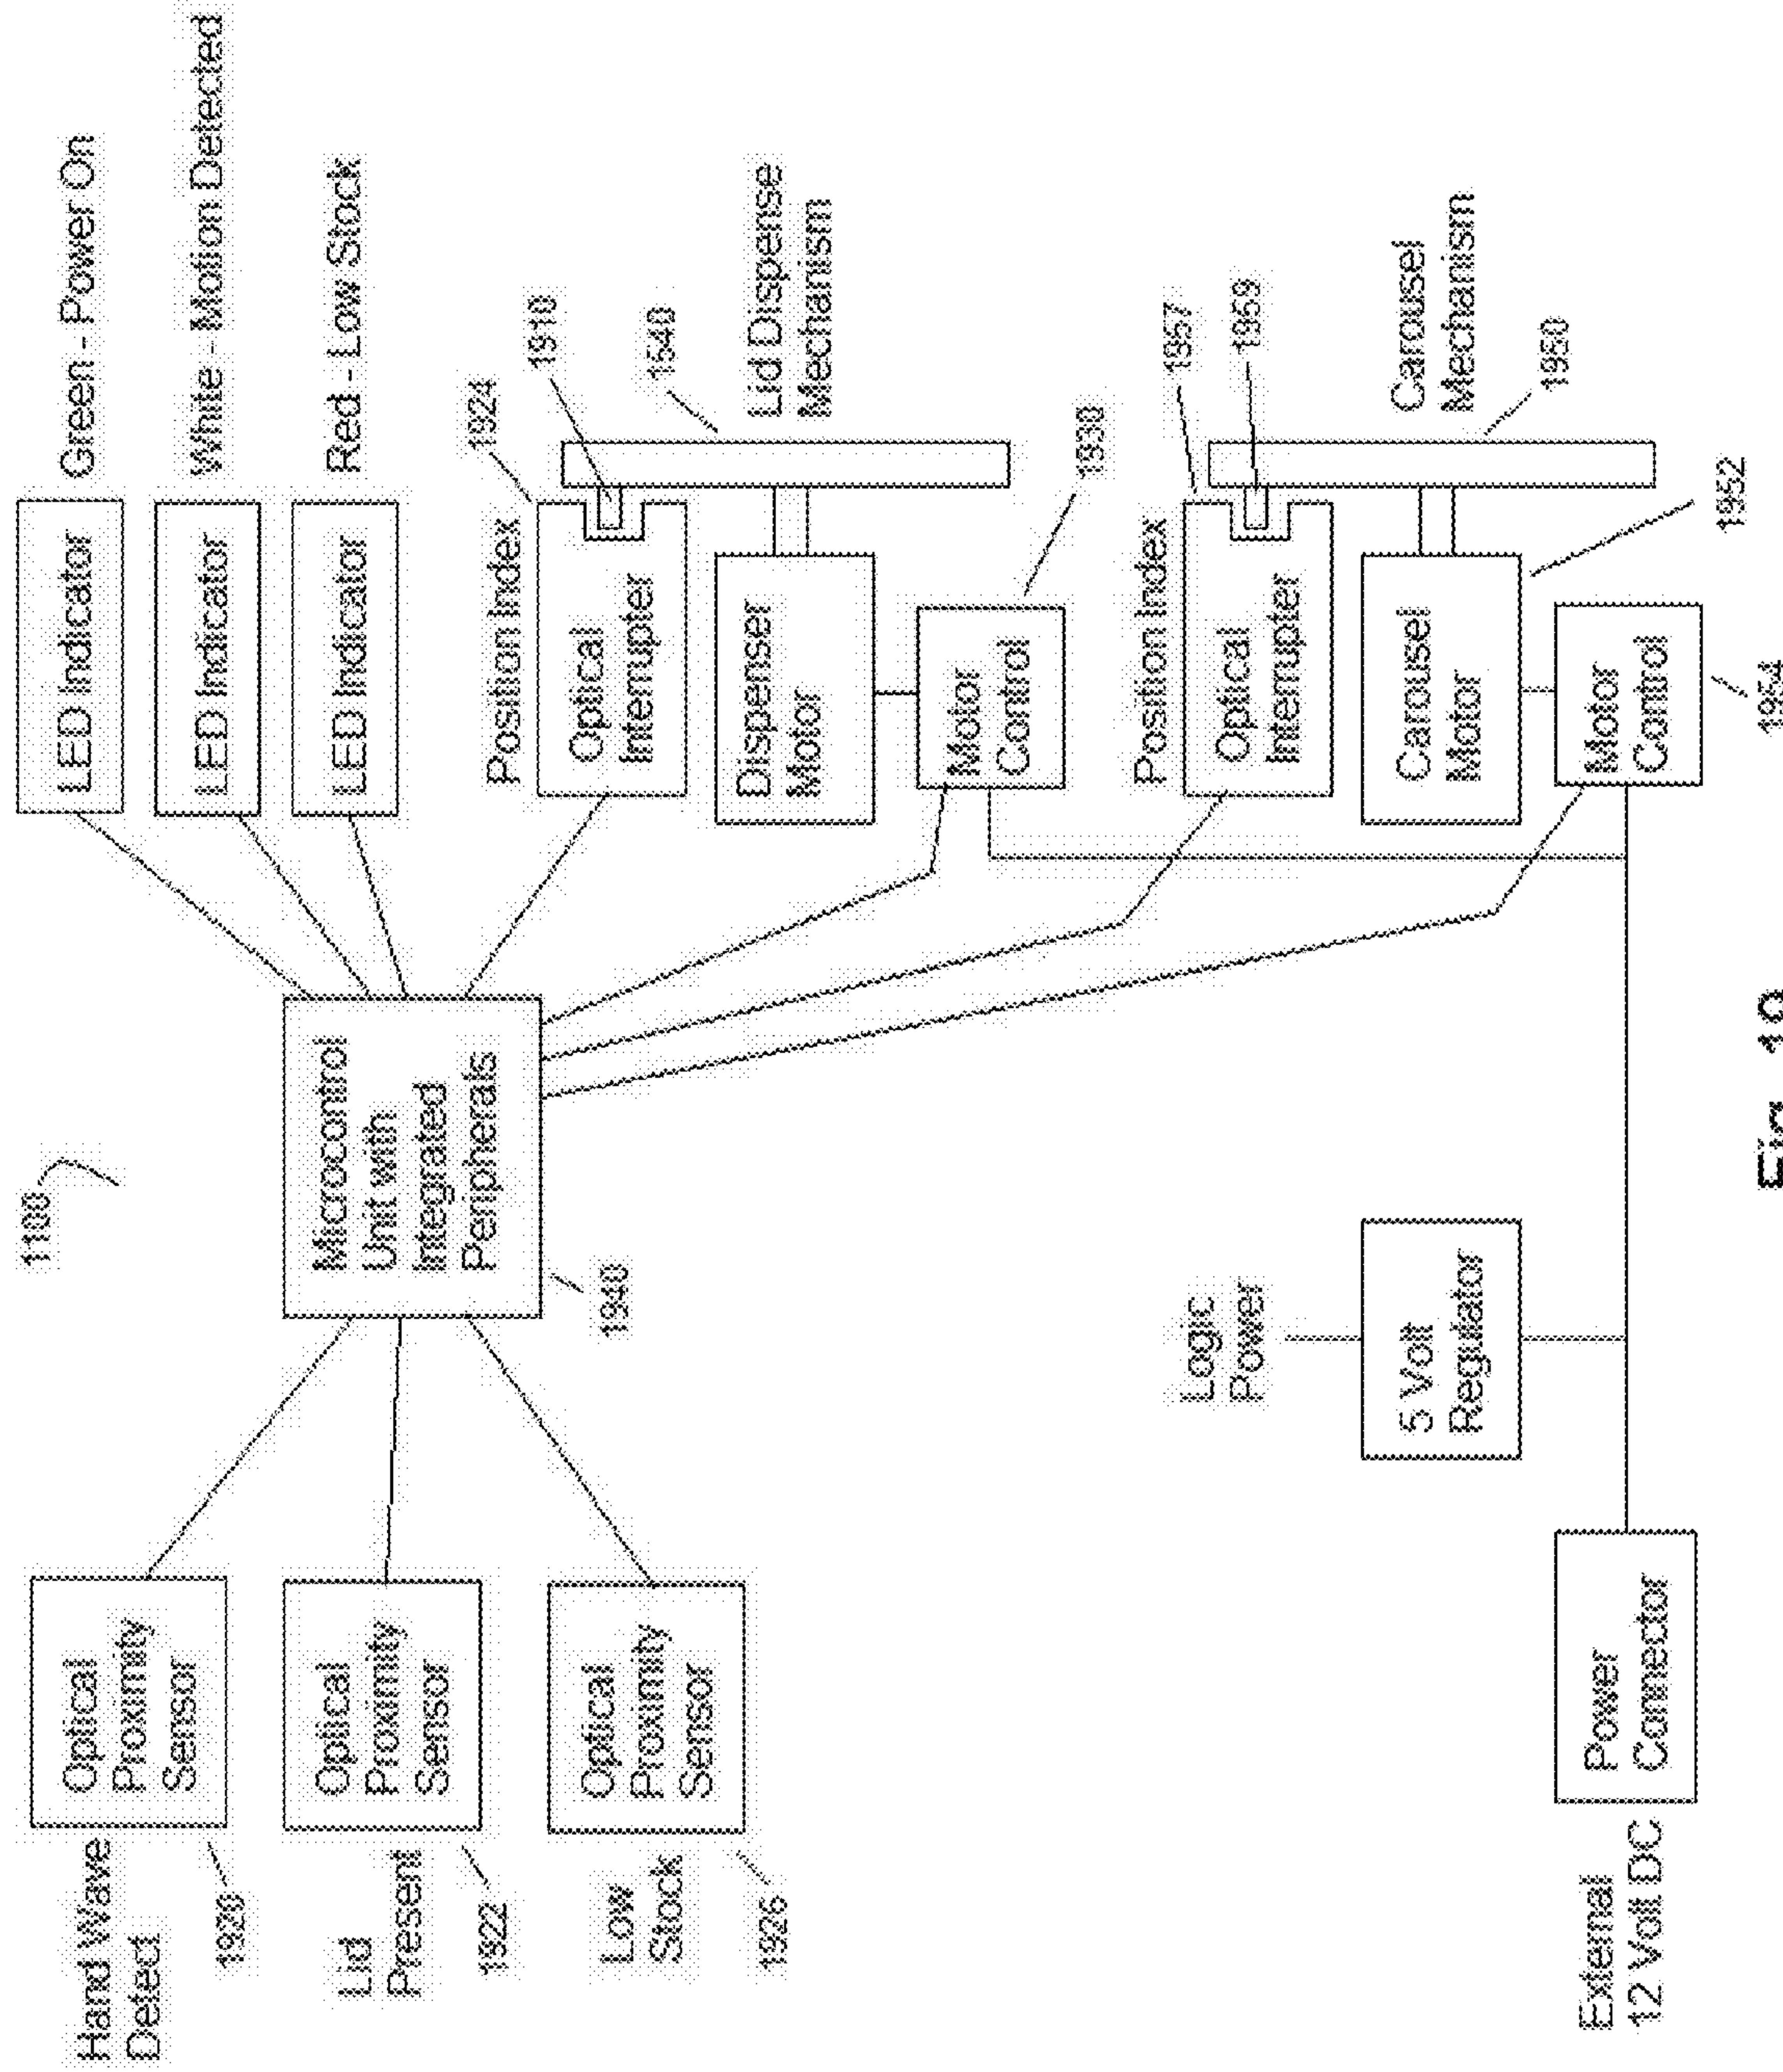 1100
Hand Wave
Detect
Optical
Proximity
Sensor
1920
Lid
Present
Optical
Proximity
Sensor
1922
Low
Stock
Optical
Proximity
Sensor
1926
Microcontrol
Unit with
Integrated
Peripherals
1940
LED Indicator
Green - Power On
LED Indicator
White - Motion Detected
LED Indicator
Red - Low Stock
Position Index
1924
Optical
Interrupter
1910
1540
Dispenser
Motor
Lid Dispense
Mechanism
Motor
Control
1930
Position Index
1957
Optical
Interrupter
1959
Carousel
Motor
Carousel
Mechanism
1950
1952
Motor
Control
1954
Logic
Power
5 Volt
Regulator
External
12 Volt DC
Power
Connector
Fig.